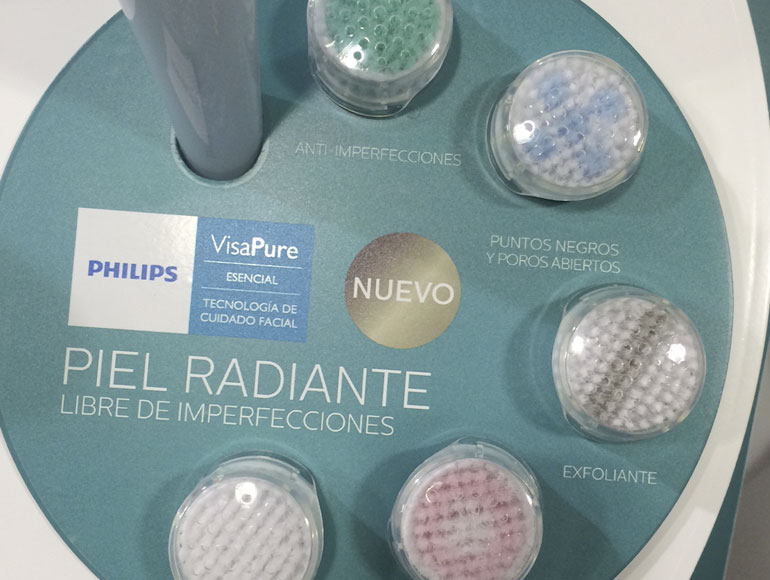 ANTI-IMPERFECCIONES
PUNTOS NEGROS
Y POROS ABIERTOS
PHILIPS
VisaPure
ESENCIAL
TECNOLOGÍA DE
CUIDADO FACIAL
NUEVO
PIEL RADIANTE
LIBRE DE IMPERFECCIONES
EXFOLIANTE